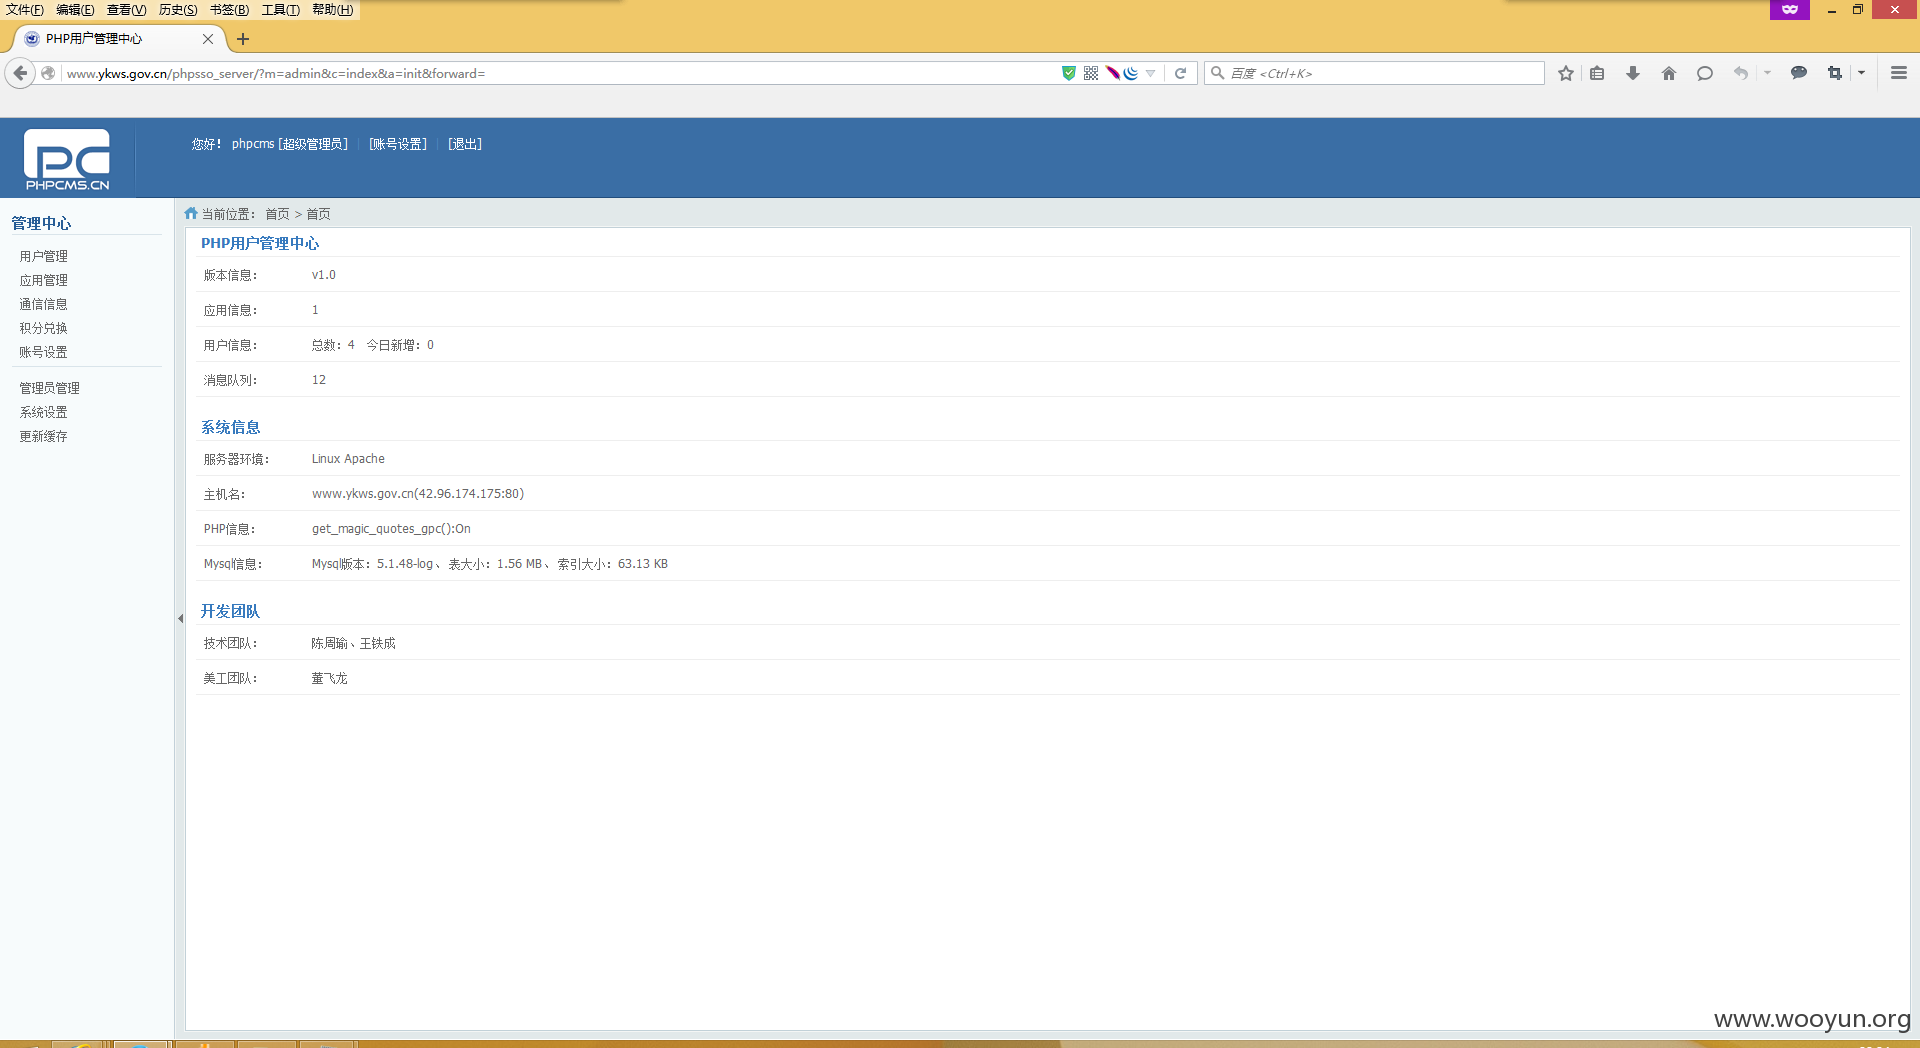 文件(F) 编辑(E) 查看(V) 历史(S) 书签(B) 工具(T) 帮助(H)
PHP用户管理中心
www.ykws.gov.cn/phpsso_server/?m=admin&c=index&a=init&forward=
百度 <Ctrl+K>
PC
PHPCMS.CN
您好! phpcms [超级管理员] [账号设置] [退出]
管理中心
用户管理
应用管理
通信信息
积分兑换
账号设置
管理员管理
系统设置
更新缓存
当前位置: 首页 > 首页
PHP用户管理中心
版本信息: v1.0
应用信息: 1
用户信息: 总数: 4 今日新增: 0
消息队列: 12
系统信息
服务器环境: Linux Apache
主机名: www.ykws.gov.cn(42.96.174.175:80)
PHP信息: get_magic_quotes_gpc():On
Mysql信息: Mysql版本: 5.1.48-log、表大小: 1.56 MB、索引大小: 63.13 KB
开发团队
技术团队: 陈周瑜、王铁成
美工团队: 董飞龙
www.wooyun.org